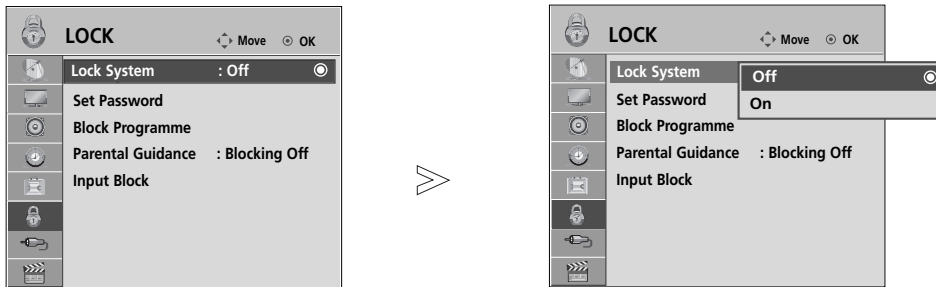 LOCK
Move OK
Lock System : Off
Set Password
Block Programme
Parental Guidance : Blocking Off
Input Block
LOCK
Move OK
Lock System
Off
On
Set Password
Block Programme
Parental Guidance : Blocking Off
Input Block